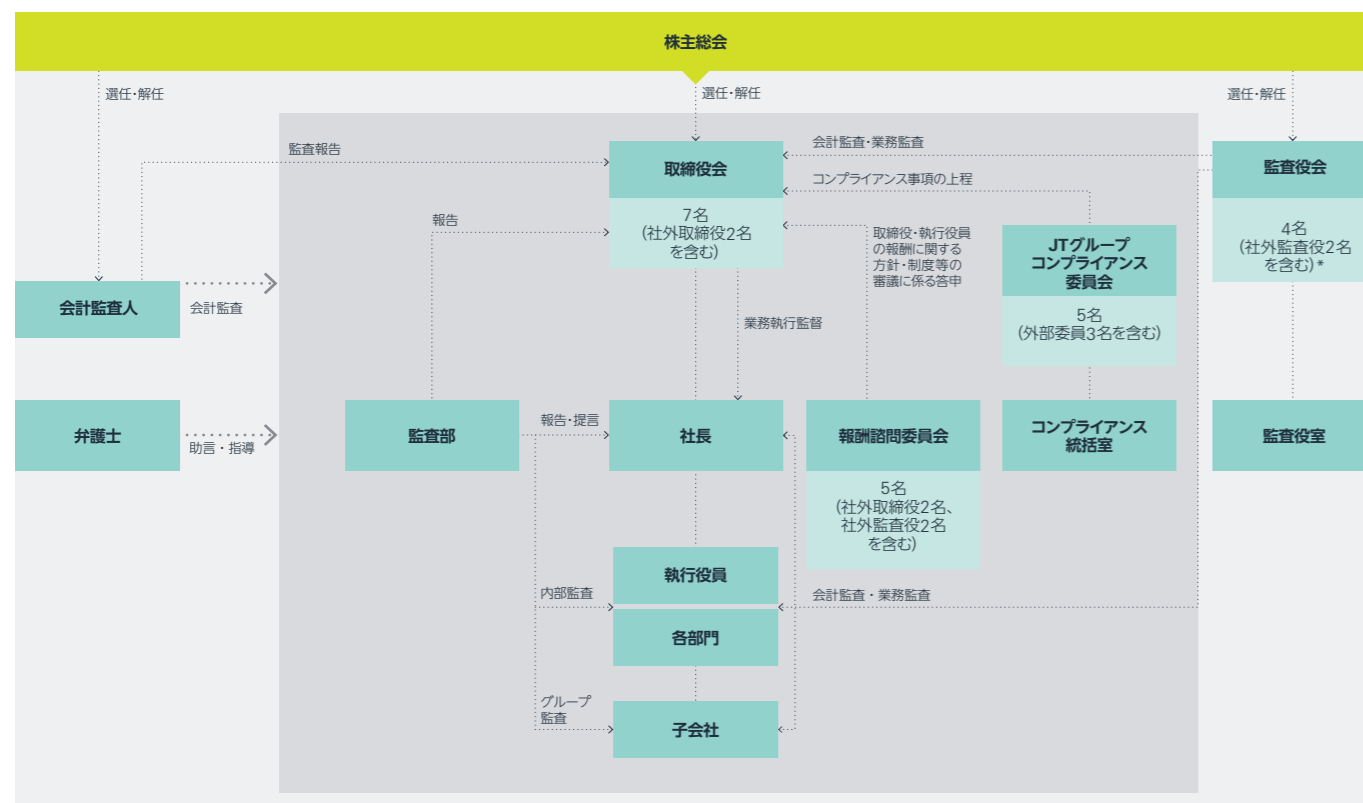 株主総会
選任・解任
選任・解任
選任・解任
監査報告
会計監査・業務監査
取締役会
監査役会
コンプライアンス事項の上程
7名
(社外取締役2名
を含む)
報告
取締役・執行役員
の報酬に関する
方針・制度等の
審議に係る答申
JTグループ
コンプライアンス
委員会
4名
(社外監査役2名
を含む)*
会計監査人
会計監査
5名
(外部委員3名を含む)
業務執行監督
弁護士
助言・指導
監査部
報告・提言
社長
報酬諮問委員会
コンプライアンス
統括室
監査役室
5名
(社外取締役2名、
社外監査役2名
を含む)
執行役員
内部監査
会計監査・業務監査
各部門
グループ
監査
子会社